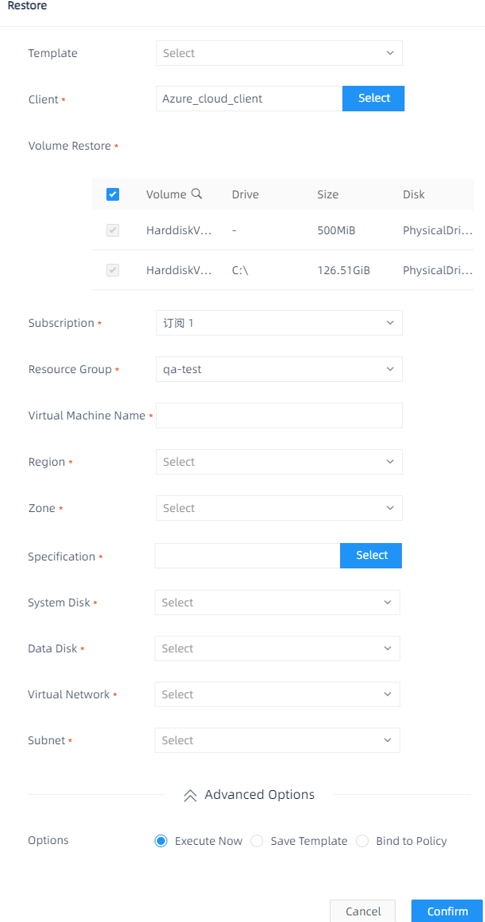 Restore
Template Select
Client • Azure_cloud_client Select
Volume Restore •
Volume Drive Size Disk
HarddiskV... - 500MiB PhysicalDri...
HarddiskV... C:\ 126.51GiB PhysicalDri...
Subscription • 订阅 1
Resource Group • qa-test
Virtual Machine Name •
Region • Select
Zone • Select
Specification • Select
System Disk • Select
Data Disk • Select
Virtual Network • Select
Subnet • Select
Advanced Options
Options Execute Now Save Template Bind to Policy
Cancel Confirm